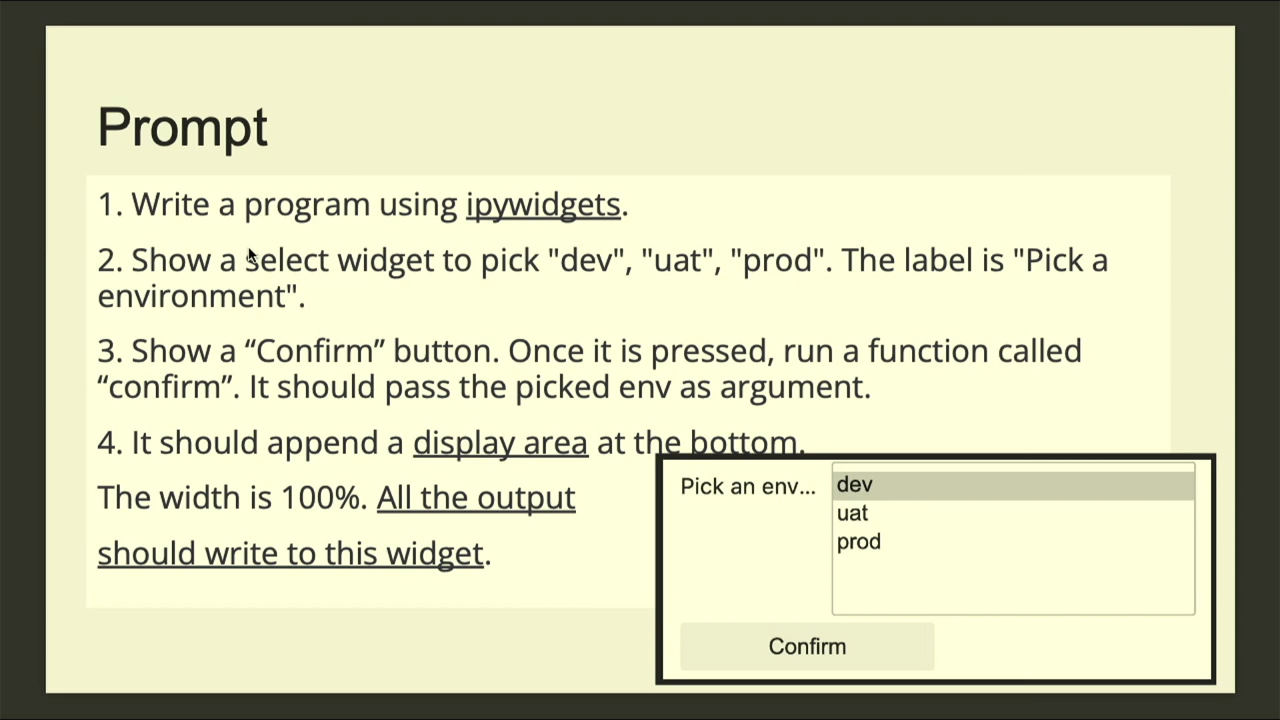 Prompt
1. Write a program using ipywidgets.
2. Show a select widget to pick "dev", "uat", "prod". The label is "Pick a
environment".
3. Show a “Confirm” button. Once it is pressed, run a function called
“confirm”. It should pass the picked env as argument.
4. It should append a display area at the bottom.
The width is 100%. All the output
should write to this widget.
Pick an env...
dev
uat
prod
Confirm